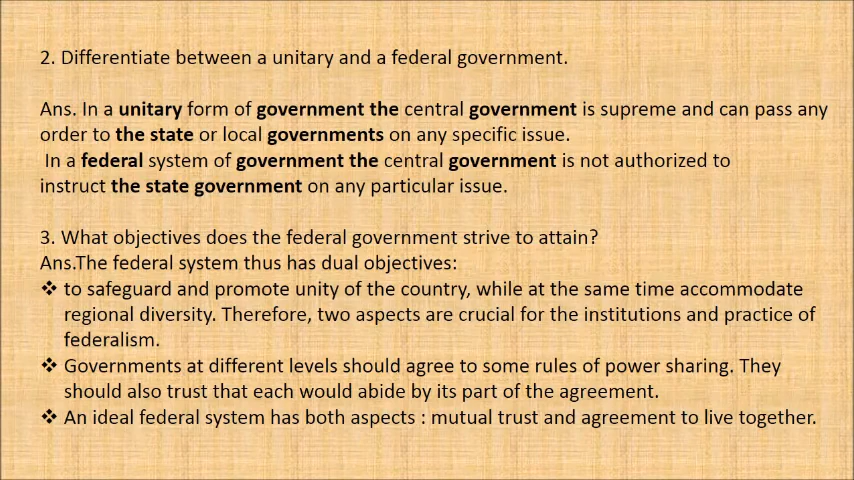 2. Differentiate between a unitary and a federal government.
Ans. In a unitary form of government the central government is supreme and can pass any
order to the state or local governments on any specific issue.
In a federal system of government the central government is not authorized to
instruct the state government on any particular issue.
3. What objectives does the federal government strive to attain?
Ans.The federal system thus has dual objectives:
❖ to safeguard and promote unity of the country, while at the same time accommodate
regional diversity. Therefore, two aspects are crucial for the institutions and practice of
federalism.
❖ Governments at different levels should agree to some rules of power sharing. They
should also trust that each would abide by its part of the agreement.
❖ An ideal federal system has both aspects : mutual trust and agreement to live together.